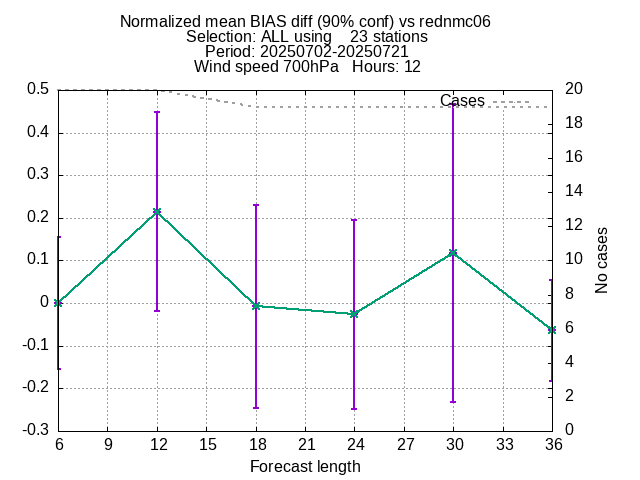 Normalized mean BIAS diff (90% conf) vs rednmc06
Selection: ALL using    23 stations
Period: 20250702-20250721
Wind speed 700hPa   Hours: 12
Cases
0.5
0.4
0.3
0.2
0.1
0
-0.1
-0.2
-0.3
20
18
16
14
12
10
8
6
4
2
0
No cases
6 9 12 15 18 21 24 27 30 33 36
Forecast length